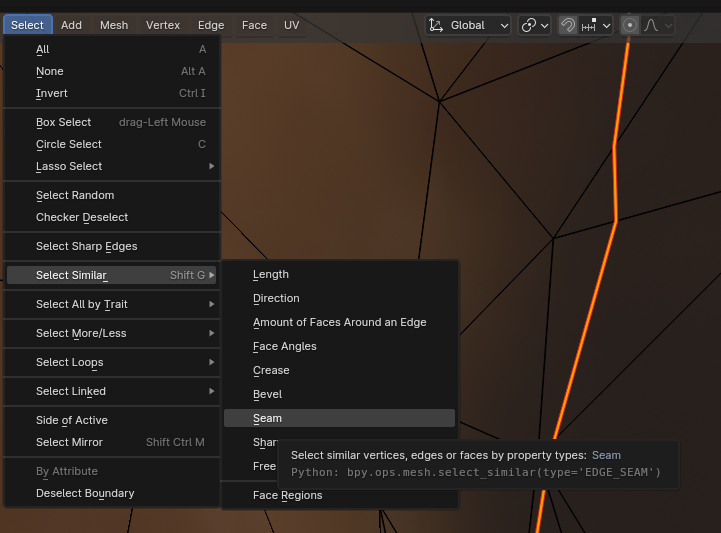 Select Add Mesh Vertex Edge Face UV Global
All A
None Alt A
Invert Ctrl I
Box Select drag-Left Mouse
Circle Select C
Lasso Select
Select Random
Checker Deselect
Select Sharp Edges
Select Similar Shift G
Select All by Trait
Select More/Less
Select Loops
Select Linked
Side of Active
Select Mirror Shift Ctrl M
By Attribute
Deselect Boundary
Length
Direction
Amount of Faces Around an Edge
Face Angles
Crease
Bevel
Seam
Free
Face Regions
Select similar vertices, edges or faces by property types: Seam
Python: bpy.ops.mesh.select_similar(type='EDGE_SEAM')